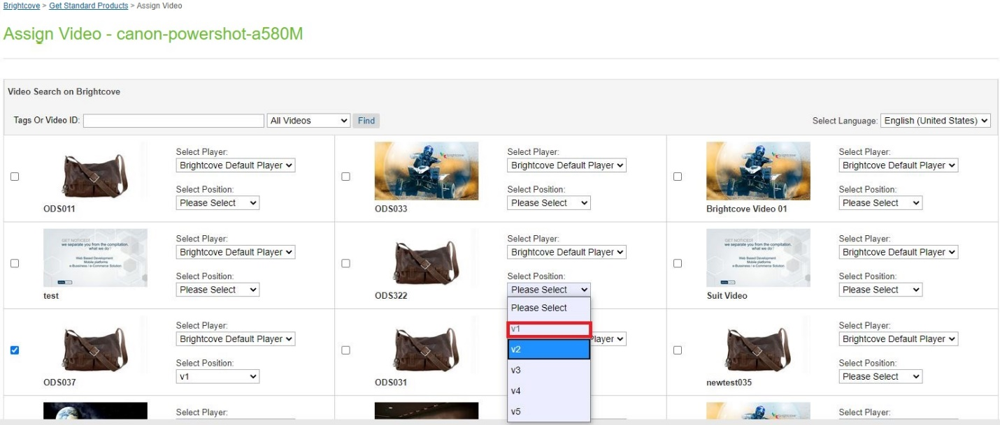 Brightcove > Get Standard Products > Assign Video
Assign Video - canon-powershot-a580M
Video Search on Brightcove
Tags Or Video ID:
All Videos
Find
Select Language:
English (United States)
Select Player:
Brightcove Default Player
Select Position:
Please Select
ODS011
brightcove
Select Player:
Brightcove Default Player
Select Position:
Please Select
ODS033
Select Player:
Brightcove Default Player
Select Position:
Please Select
Brightcove Video 01
GET NOTICED!
we separate you from the compitation.
what we do?
Web Based Development
Mobile platforms
e-Bussiness / e-Commerce Solution
Select Player:
Brightcove Default Player
Select Position:
Please Select
test
Select Player:
Brightcove Default Player
Select Position:
Please Select
ODS322
Please Select
v1
v2
v3
v4
v5
GET NOTICED!
we separate you from the compitation.
what we do?
Web Based Development
Mobile platforms
e-Bussiness / e-Commerce Solution
Select Player:
Brightcove Default Player
Select Position:
Please Select
Suit Video
Select Player:
Brightcove Default Player
Select Position:
v1
ODS037
Player
ODS031
Select Player:
Brightcove Default Player
Select Position:
Please Select
newtest035
Select Player:
Select Player: